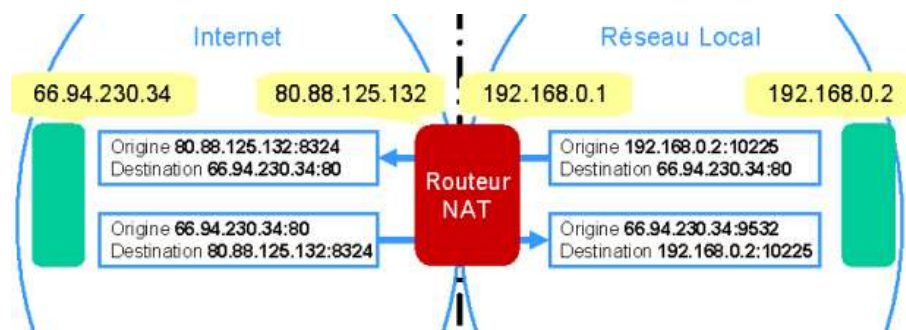 Internet
Réseau Local
66.94.230.34
80.88.125.132
192.168.0.1
192.168.0.2
Origine 80.88.125.132:8324
Destination 66.94.230.34:80
Origine 192.168.0.2:10225
Destination 66.94.230.34:80
Routeur
NAT
Origine 66.94.230.34:80
Destination 80.88.125.132:8324
Origine 66.94.230.34:9532
Destination 192.168.0.2:10225